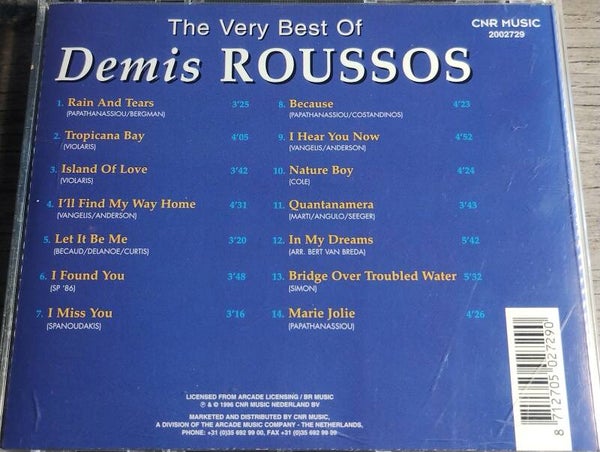 The Very Best Of
Demis ROUSSOS
CNR MUSIC
2002729
1. Rain And Tears 3'25
(PAPATHANASSIOU/BERGMAN)
2. Tropicana Bay 4'05
(VIOLARIS)
3. Island Of Love 3'42
(VIOLARIS)
4. I'll Find My Way Home 4'31
(VANGELIS/ANDERSON)
5. Let It Be Me 3'20
(BECAUD/DELANOE/CURTIS)
6. I Found You 3'48
(SP '86)
7. I Miss You 3'16
(SPANOUDAKIS)
8. Because 4'23
(PAPATHANASSIOU/COSTANDINOS)
9. I Hear You Now 4'52
(VANGELIS/ANDERSON)
10. Nature Boy 4'24
(COLE)
11. Quantanamera 3'43
(MARTI/ANGULO/SEEGER)
12. In My Dreams 5'42
(ARR. BERT VAN BREDA)
13. Bridge Over Troubled Water 5'32
(SIMON)
14. Marie Jolie 4'26
(PAPATHANASSIOU)
LICENSED FROM ARCADE LICENSING / BR MUSIC
℗ & © 1996 CNR MUSIC NEDERLAND BV
MARKETED AND DISTRIBUTED BY CNR MUSIC,
A DIVISION OF THE ARCADE MUSIC COMPANY - THE NETHERLANDS,
PHONE: +31 (0)35 692 99 00, FAX +31 (0)35 692 99 09
8 712705 027290